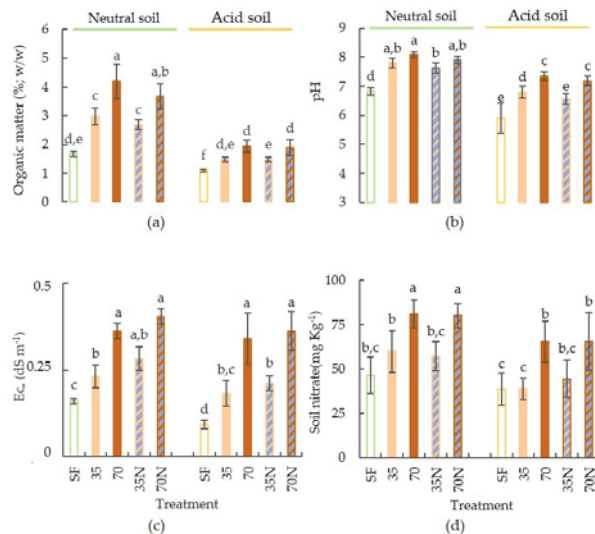 Neutral soil Acid soil
Organic matter (%; w/w)
6
5
4
3
2
1
0
d,e c a c a,b
f d,e d e d
(a)
Neutral soil Acid soil
pH
9
8
7
6
5
4
3
d a,b a b a,b
e d c e c
(b)
Ec, (dS m⁻¹)
0.5
0.25
0
c b a a,b a
d b,c a b,c a
SF 35 70 35N 70N SF 35 70 35N 70N
Treatment
(c)
Soil nitrate(mg Kg⁻¹)
100
75
50
25
0
b,c b a b,c a
c c b b,c b
SF 35 70 35N 70N SF 35 70 35N 70N
Treatment
(d)